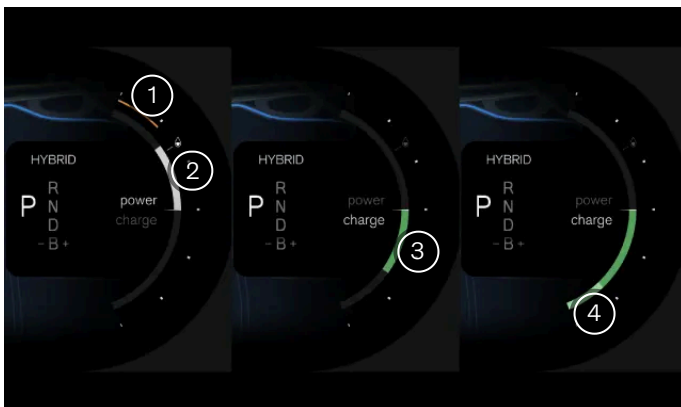 1
2
HYBRID
P
R
N
D
- B +
power
charge
HYBRID
P
R
N
D
- B +
power
charge
3
HYBRID
P
R
N
D
- B +
power
charge
4